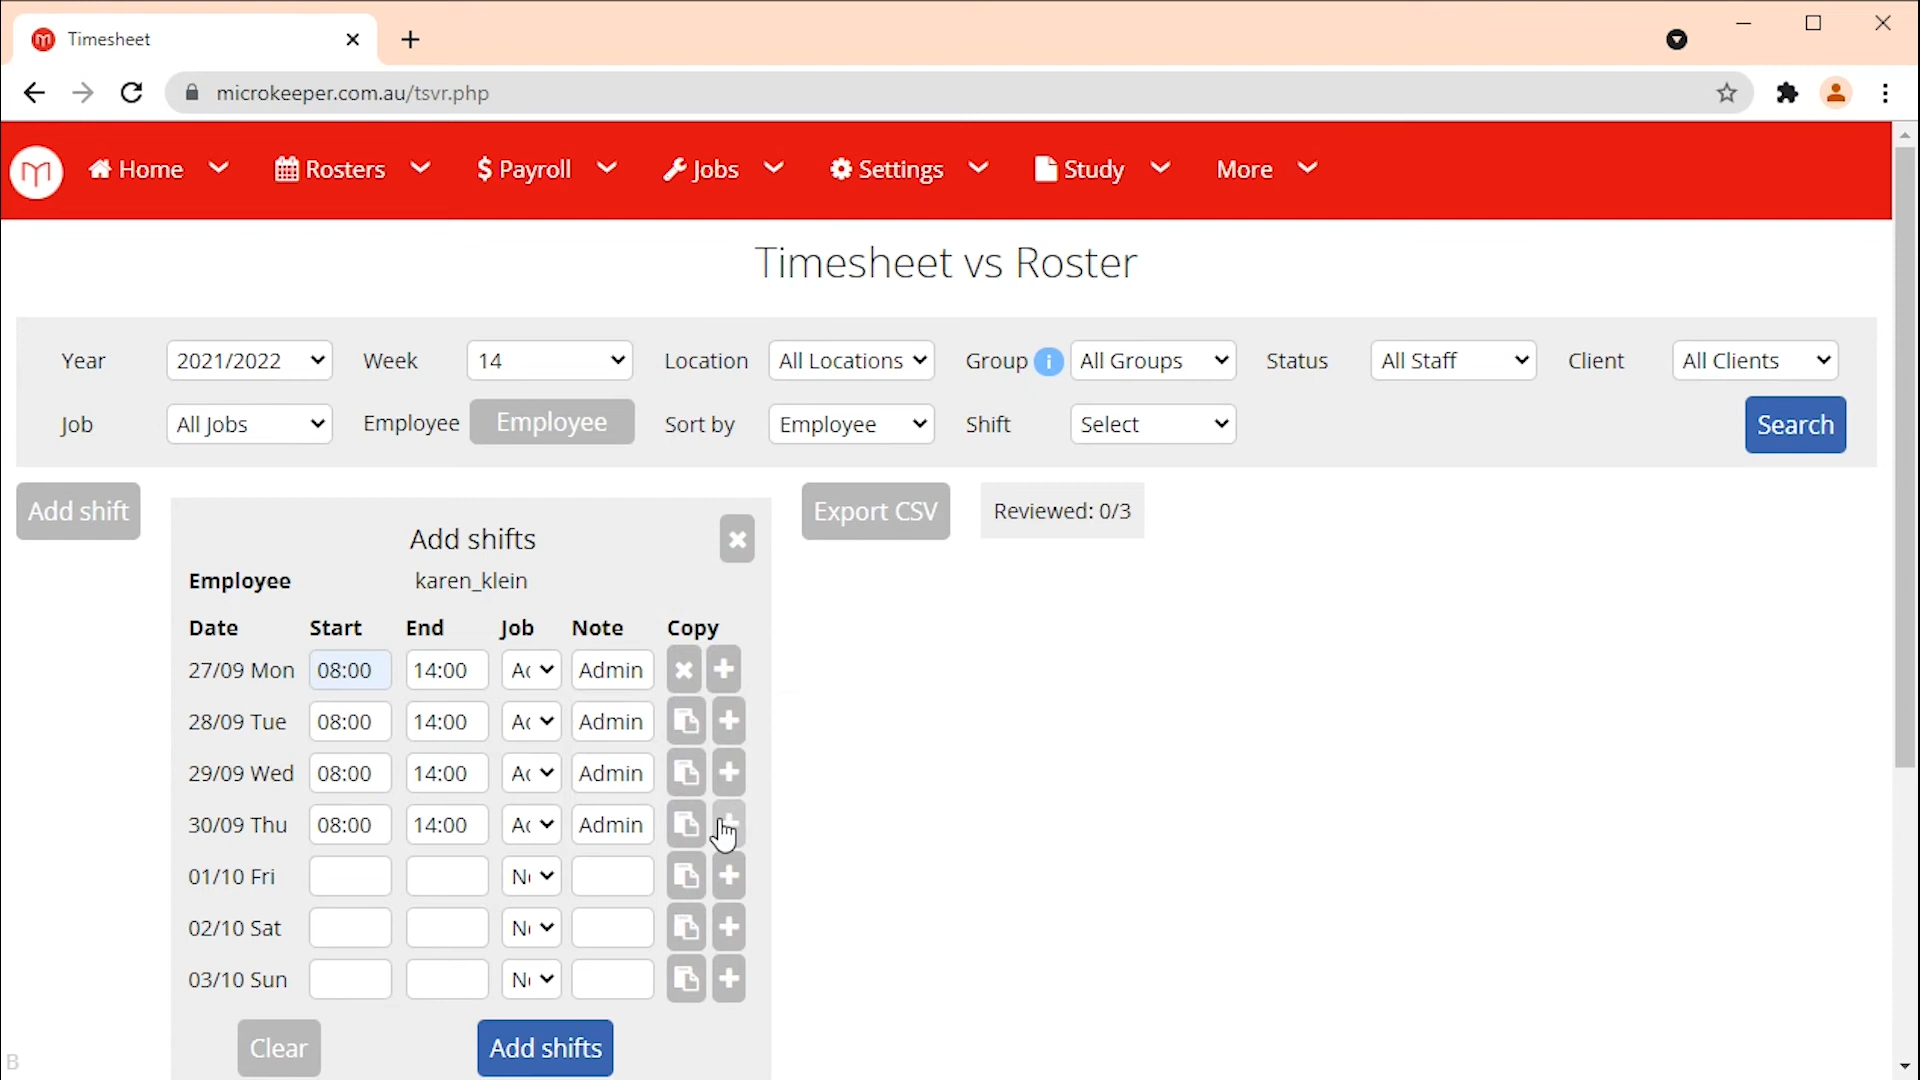 Timesheet
microkeeper.com.au/tsvr.php
Home Rosters $ Payroll Jobs Settings Study More
Timesheet vs Roster
Year 2021/2022 Week 14 Location All Locations Group i All Groups Status All Staff Client All Clients
Job All Jobs Employee Employee Sort by Employee Shift Select Search
Add shift Export CSV Reviewed: 0/3
Add shifts
Employee karen_klein
Date Start End Job Note Copy
27/09 Mon 08:00 14:00 Admin
28/09 Tue 08:00 14:00 Admin
29/09 Wed 08:00 14:00 Admin
30/09 Thu 08:00 14:00 Admin
01/10 Fri
02/10 Sat
03/10 Sun
Clear Add shifts
B